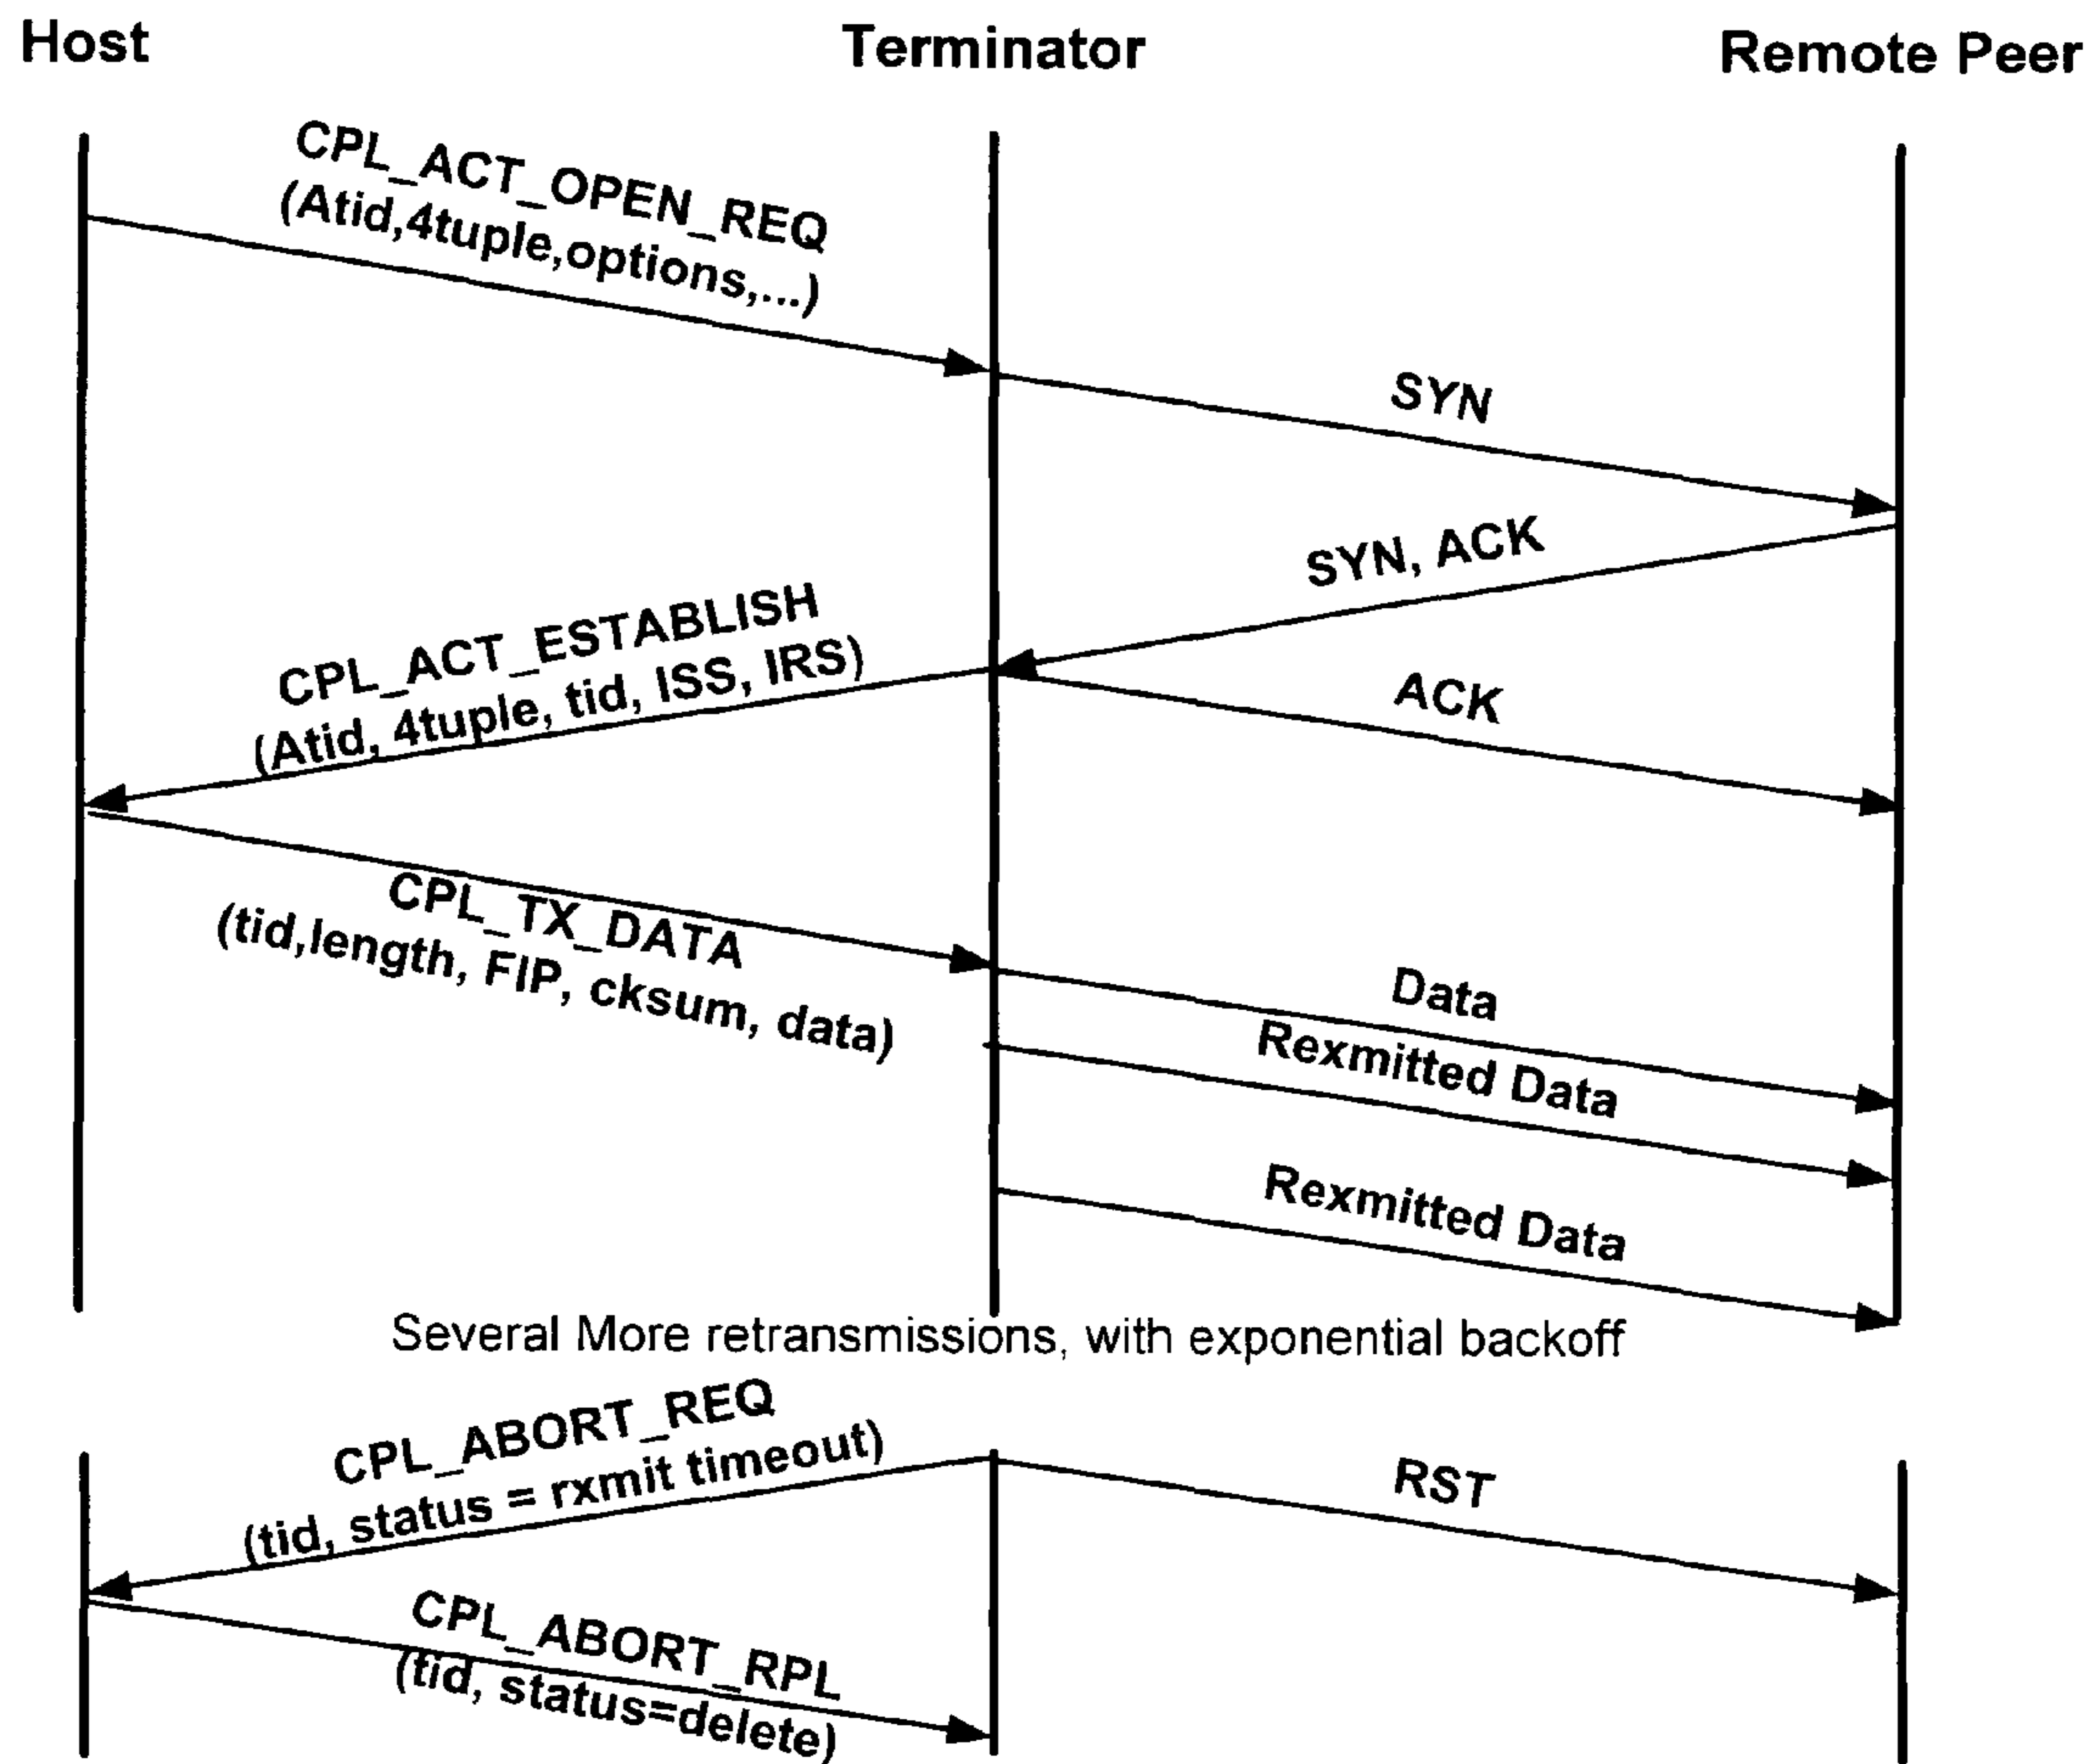 Host
Terminator
Remote Peer
CPL_ACT_OPEN_REQ
(Atid,4tuple,options,...)
SYN
SYN, ACK
CPL_ACT_ESTABLISH
(Atid, 4tuple, tid, ISS, IRS)
ACK
CPL_TX_DATA
(tid,length, FIP, cksum, data)
Data
Rexmitted Data
Rexmitted Data
Several More retransmissions, with exponential backoff
CPL_ABORT_REQ
(tid, status = rxmit timeout)
RST
CPL_ABORT_RPL
(tid, status=delete)